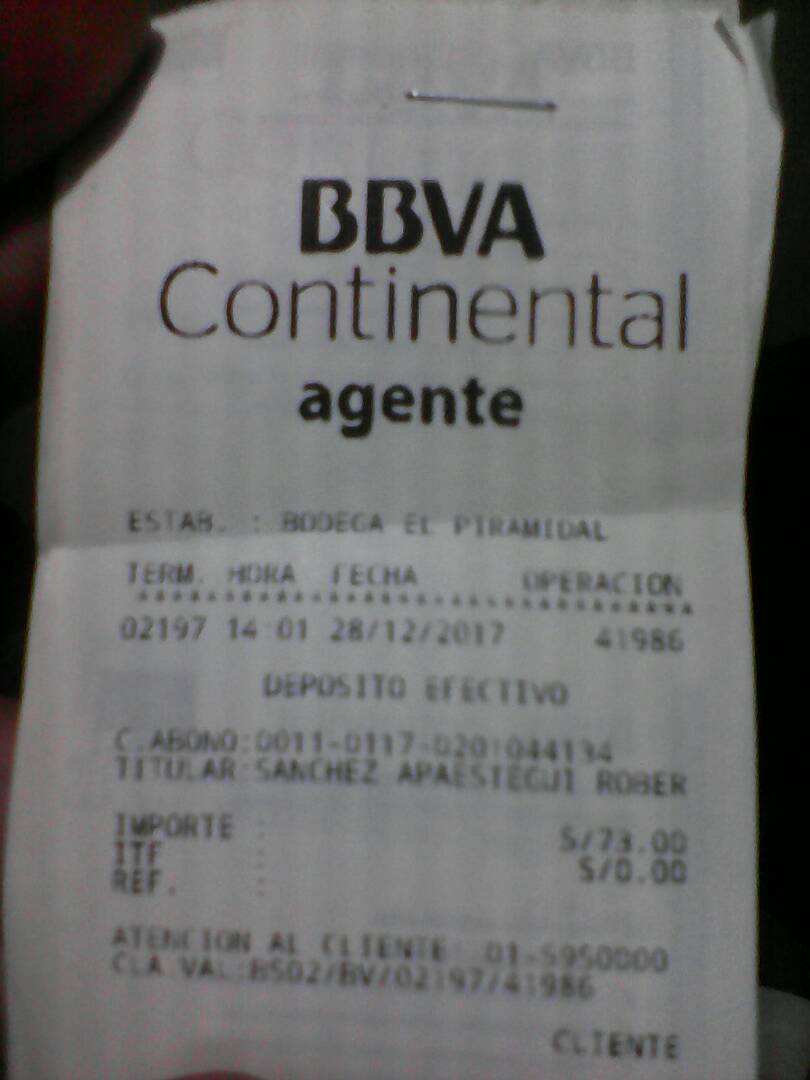 BBVA
Continental
agente
ESTAB. : BODEGA EL PIRAMIDAL
TERM. HORA FECHA OPERACION
02197 14:01 28/12/2017 41986
DEPOSITO EFECTIVO
C.ABONO:0011-0117-0201044134
TITULAR:SANCHEZ APAESTEGUI ROBER
IMPORTE : S/73.00
ITF : S/0.00
REF. :
ATENCION AL CLIENTE 01-5950000
CLA.VAL:BS02/BV/02197/41986
CLIENTE